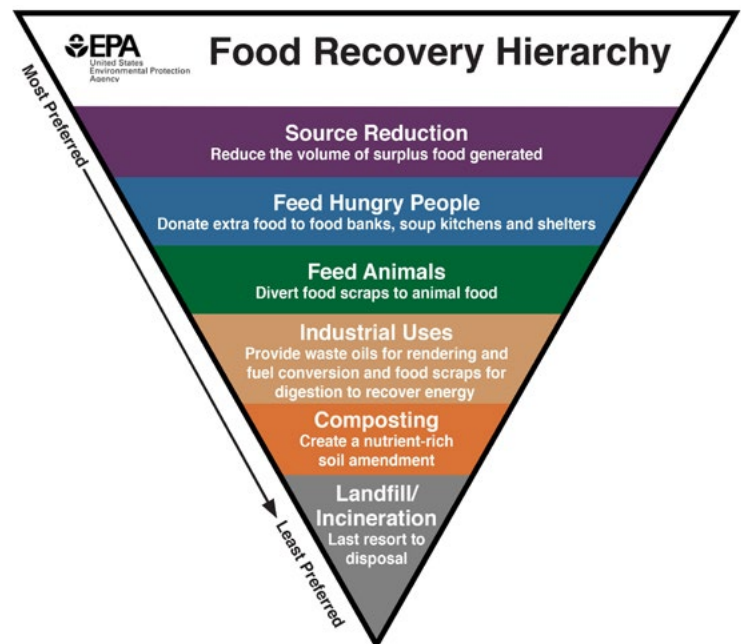 EPA
United States
Environmental Protection
Agency
Food Recovery Hierarchy
Most Preferred
Source Reduction
Reduce the volume of surplus food generated
Feed Hungry People
Donate extra food to food banks, soup kitchens and shelters
Feed Animals
Divert food scraps to animal food
Industrial Uses
Provide waste oils for rendering and
fuel conversion and food scraps for
digestion to recover energy
Composting
Create a nutrient-rich
soil amendment
Landfill/
Incineration
Last resort to
disposal
Least Preferred